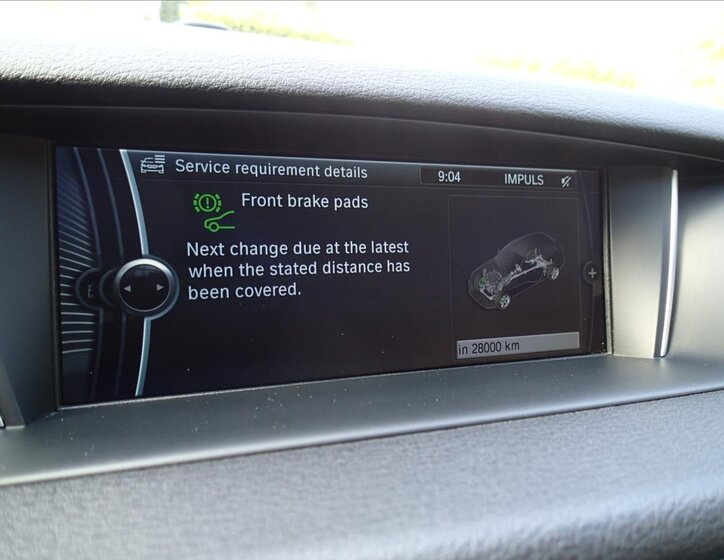 Service requirement details
9:04
IMPULS
Front brake pads
Next change due at the latest
when the stated distance has
been covered.
in 28000 km